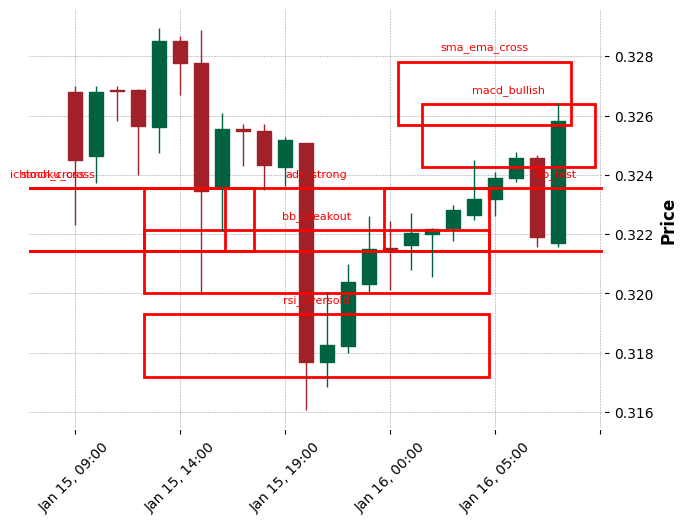 sma_ema_cross
macd_bullish
adx_strong
bb_breakout
rsi_oversold
0.328
0.326
0.324
0.322
0.320
0.318
0.316
Price
Jan 15, 09:00
Jan 15, 14:00
Jan 15, 19:00
Jan 16, 00:00
Jan 16, 05:00